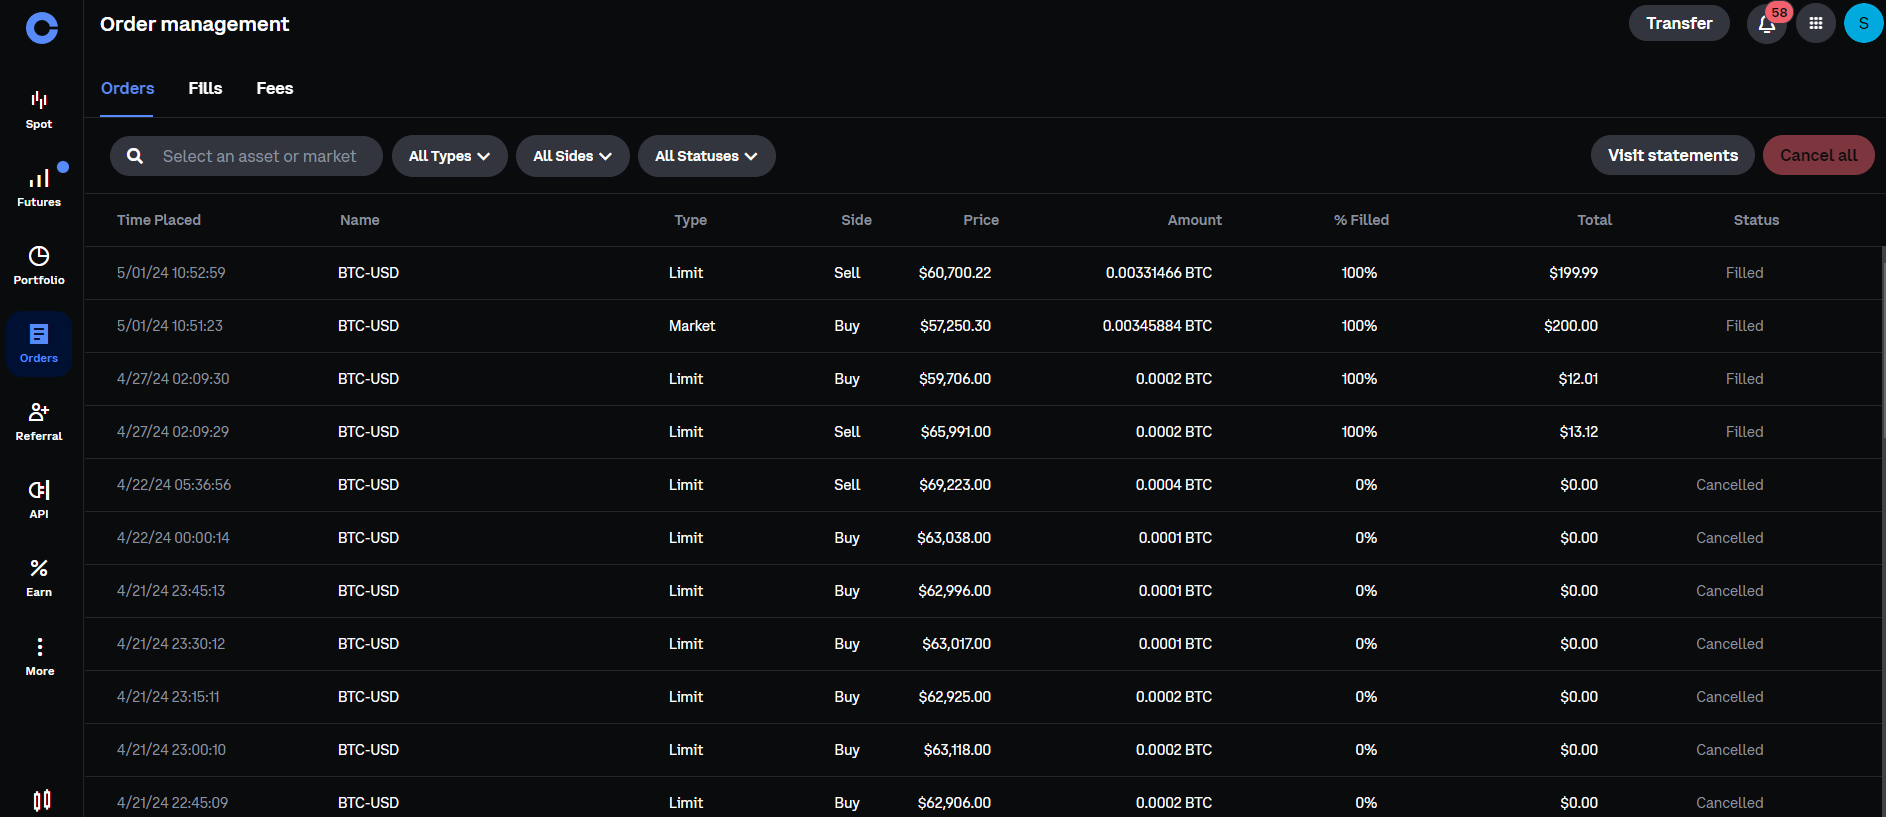 Order management
Transfer
58
S
Spot
Futures
Portfolio
Orders
Referral
API
Earn
More
Orders Fills Fees
Select an asset or market All Types All Sides All Statuses Visit statements Cancel all
Time Placed Name Type Side Price Amount % Filled Total Status
5/01/24 10:52:59 BTC-USD Limit Sell $60,700.22 0.00331466 BTC 100% $199.99 Filled
5/01/24 10:51:23 BTC-USD Market Buy $57,250.30 0.00345884 BTC 100% $200.00 Filled
4/27/24 02:09:30 BTC-USD Limit Buy $59,706.00 0.0002 BTC 100% $12.01 Filled
4/27/24 02:09:29 BTC-USD Limit Sell $65,991.00 0.0002 BTC 100% $13.12 Filled
4/22/24 05:36:56 BTC-USD Limit Sell $69,223.00 0.0004 BTC 0% $0.00 Cancelled
4/22/24 00:00:14 BTC-USD Limit Buy $63,038.00 0.0001 BTC 0% $0.00 Cancelled
4/21/24 23:45:13 BTC-USD Limit Buy $62,996.00 0.0001 BTC 0% $0.00 Cancelled
4/21/24 23:30:12 BTC-USD Limit Buy $63,017.00 0.0001 BTC 0% $0.00 Cancelled
4/21/24 23:15:11 BTC-USD Limit Buy $62,925.00 0.0002 BTC 0% $0.00 Cancelled
4/21/24 23:00:10 BTC-USD Limit Buy $63,118.00 0.0002 BTC 0% $0.00 Cancelled
4/21/24 22:45:09 BTC-USD Limit Buy $62,906.00 0.0002 BTC 0% $0.00 Cancelled